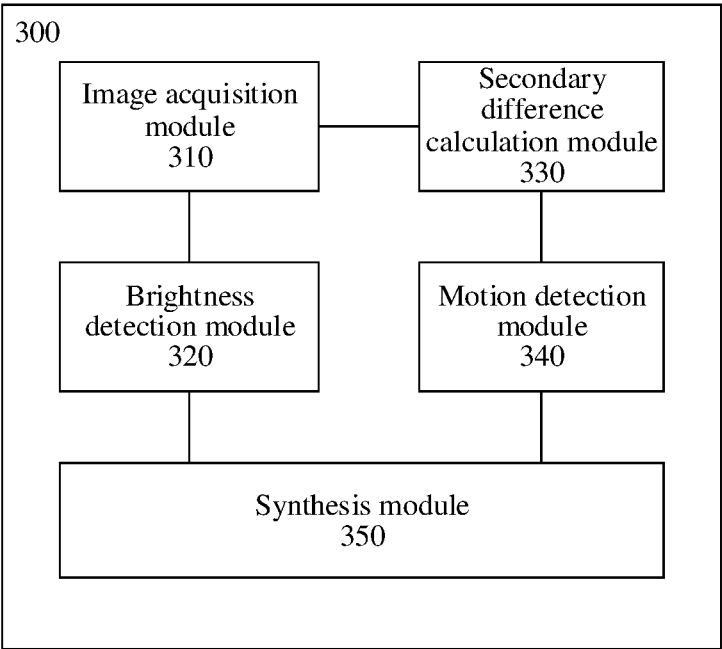 300
Image acquisition
module
310
Secondary
difference
calculation module
330
Brightness
detection module
320
Motion detection
module
340
Synthesis module
350